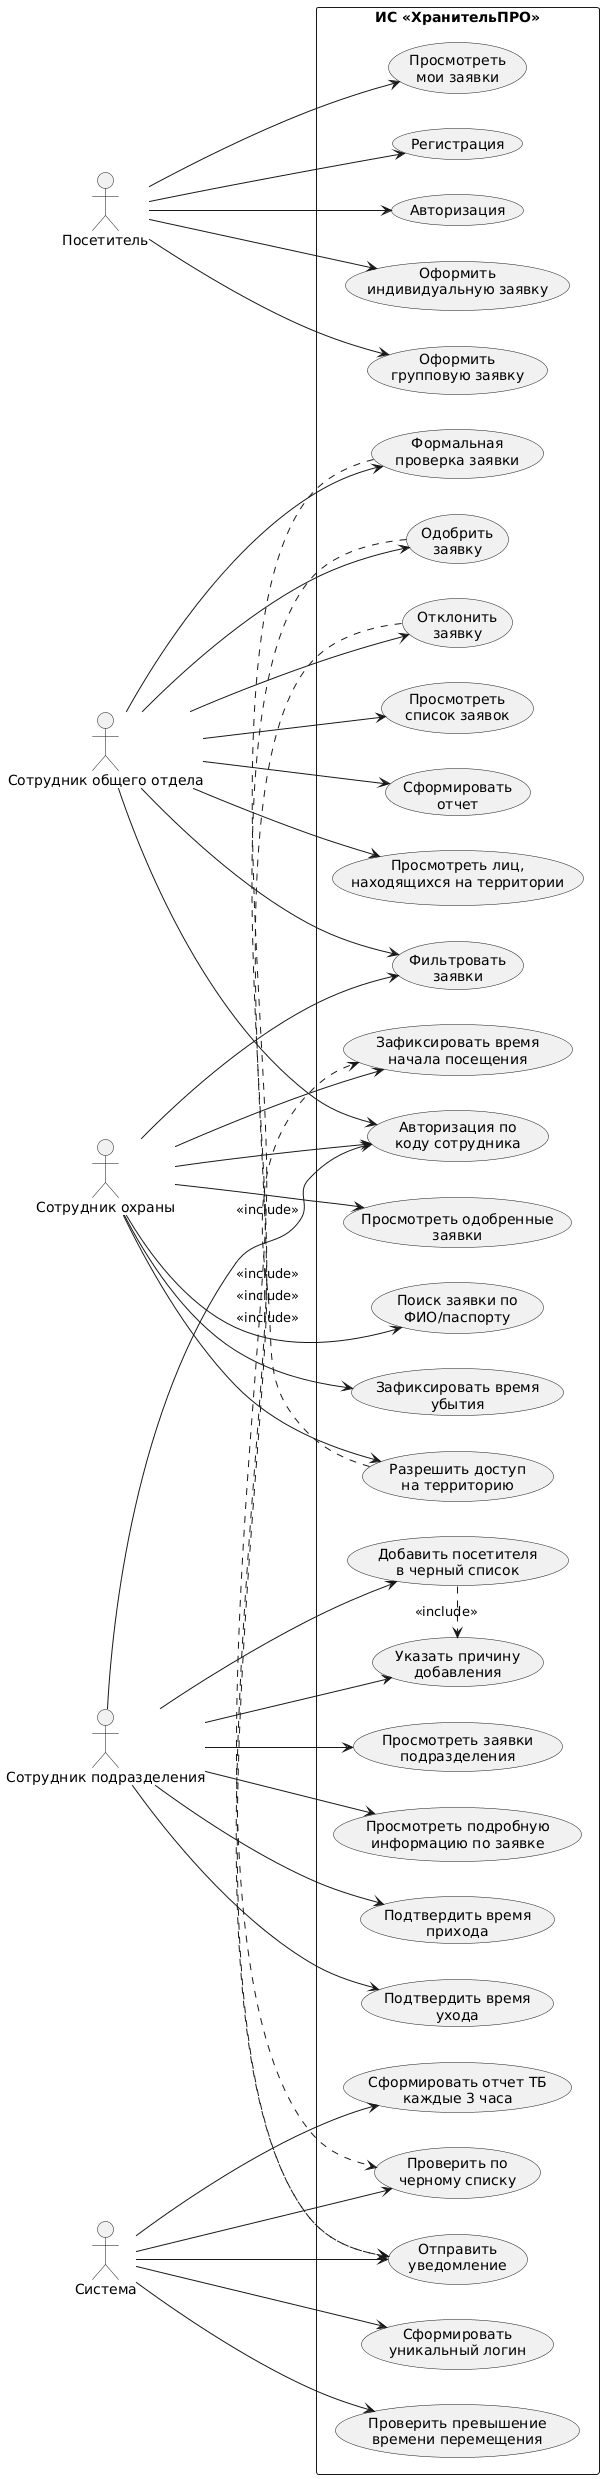 ИС «ХранительПРО»
Просмотреть
мои заявки
Регистрация
Авторизация
Посетитель
Оформить
индивидуальную заявку
Оформить
групповую заявку
Формальная
проверка заявки
Одобрить
заявку
Отклонить
заявку
Просмотреть
список заявок
Сотрудник общего отдела
Сформировать
отчет
Просмотреть лиц,
находящихся на территории
Фильтровать
заявки
Зафиксировать время
начала посещения
Авторизация по
коду сотрудника
Сотрудник охраны
«include»
Просмотреть одобренные
заявки
«include»
«include»
«include»
Поиск заявки по
ФИО/паспорту
Зафиксировать время
убытия
Разрешить доступ
на территорию
Добавить посетителя
в черный список
«include»
Указать причину
добавления
Просмотреть заявки
подразделения
Сотрудник подразделения
Просмотреть подробную
информацию по заявке
Подтвердить время
прихода
Подтвердить время
ухода
Сформировать отчет ТБ
каждые 3 часа
Проверить по
черному списку
Отправить
уведомление
Система
Сформировать
уникальный логин
Проверить превышение
времени перемещения